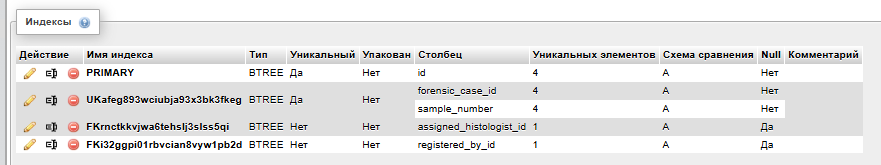 Индексы
Действие Имя индекса Тип Уникальный Упакован Столбец Уникальных элементов Схема сравнения Null Комментарий
PRIMARY BTREE Да Нет id 4 A Нет
UKafeg893wciubja93x3bk3fkeg BTREE Да Нет forensic_case_id 4 A Нет
sample_number 4 A Нет
FKrnctkkvjwa6tehslj3slss5qi BTREE Нет Нет assigned_histologist_id 1 A Да
FKi32ggpi01rbvcian8vyw1pb2d BTREE Нет Нет registered_by_id 1 A Нет